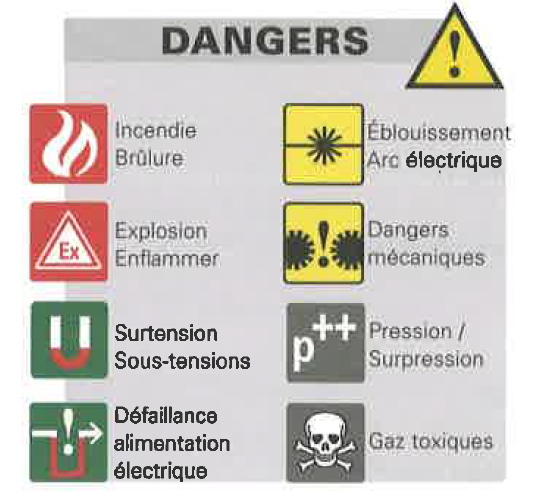 DANGERS
Incendie
Brûlure
Éblouissement
Arc électrique
Ex
Explosion
Enflammer
Dangers
mécaniques
Surtension
Sous-tensions
p++
Pression /
Surpression
Défaillance
alimentation
électrique
Gaz toxiques